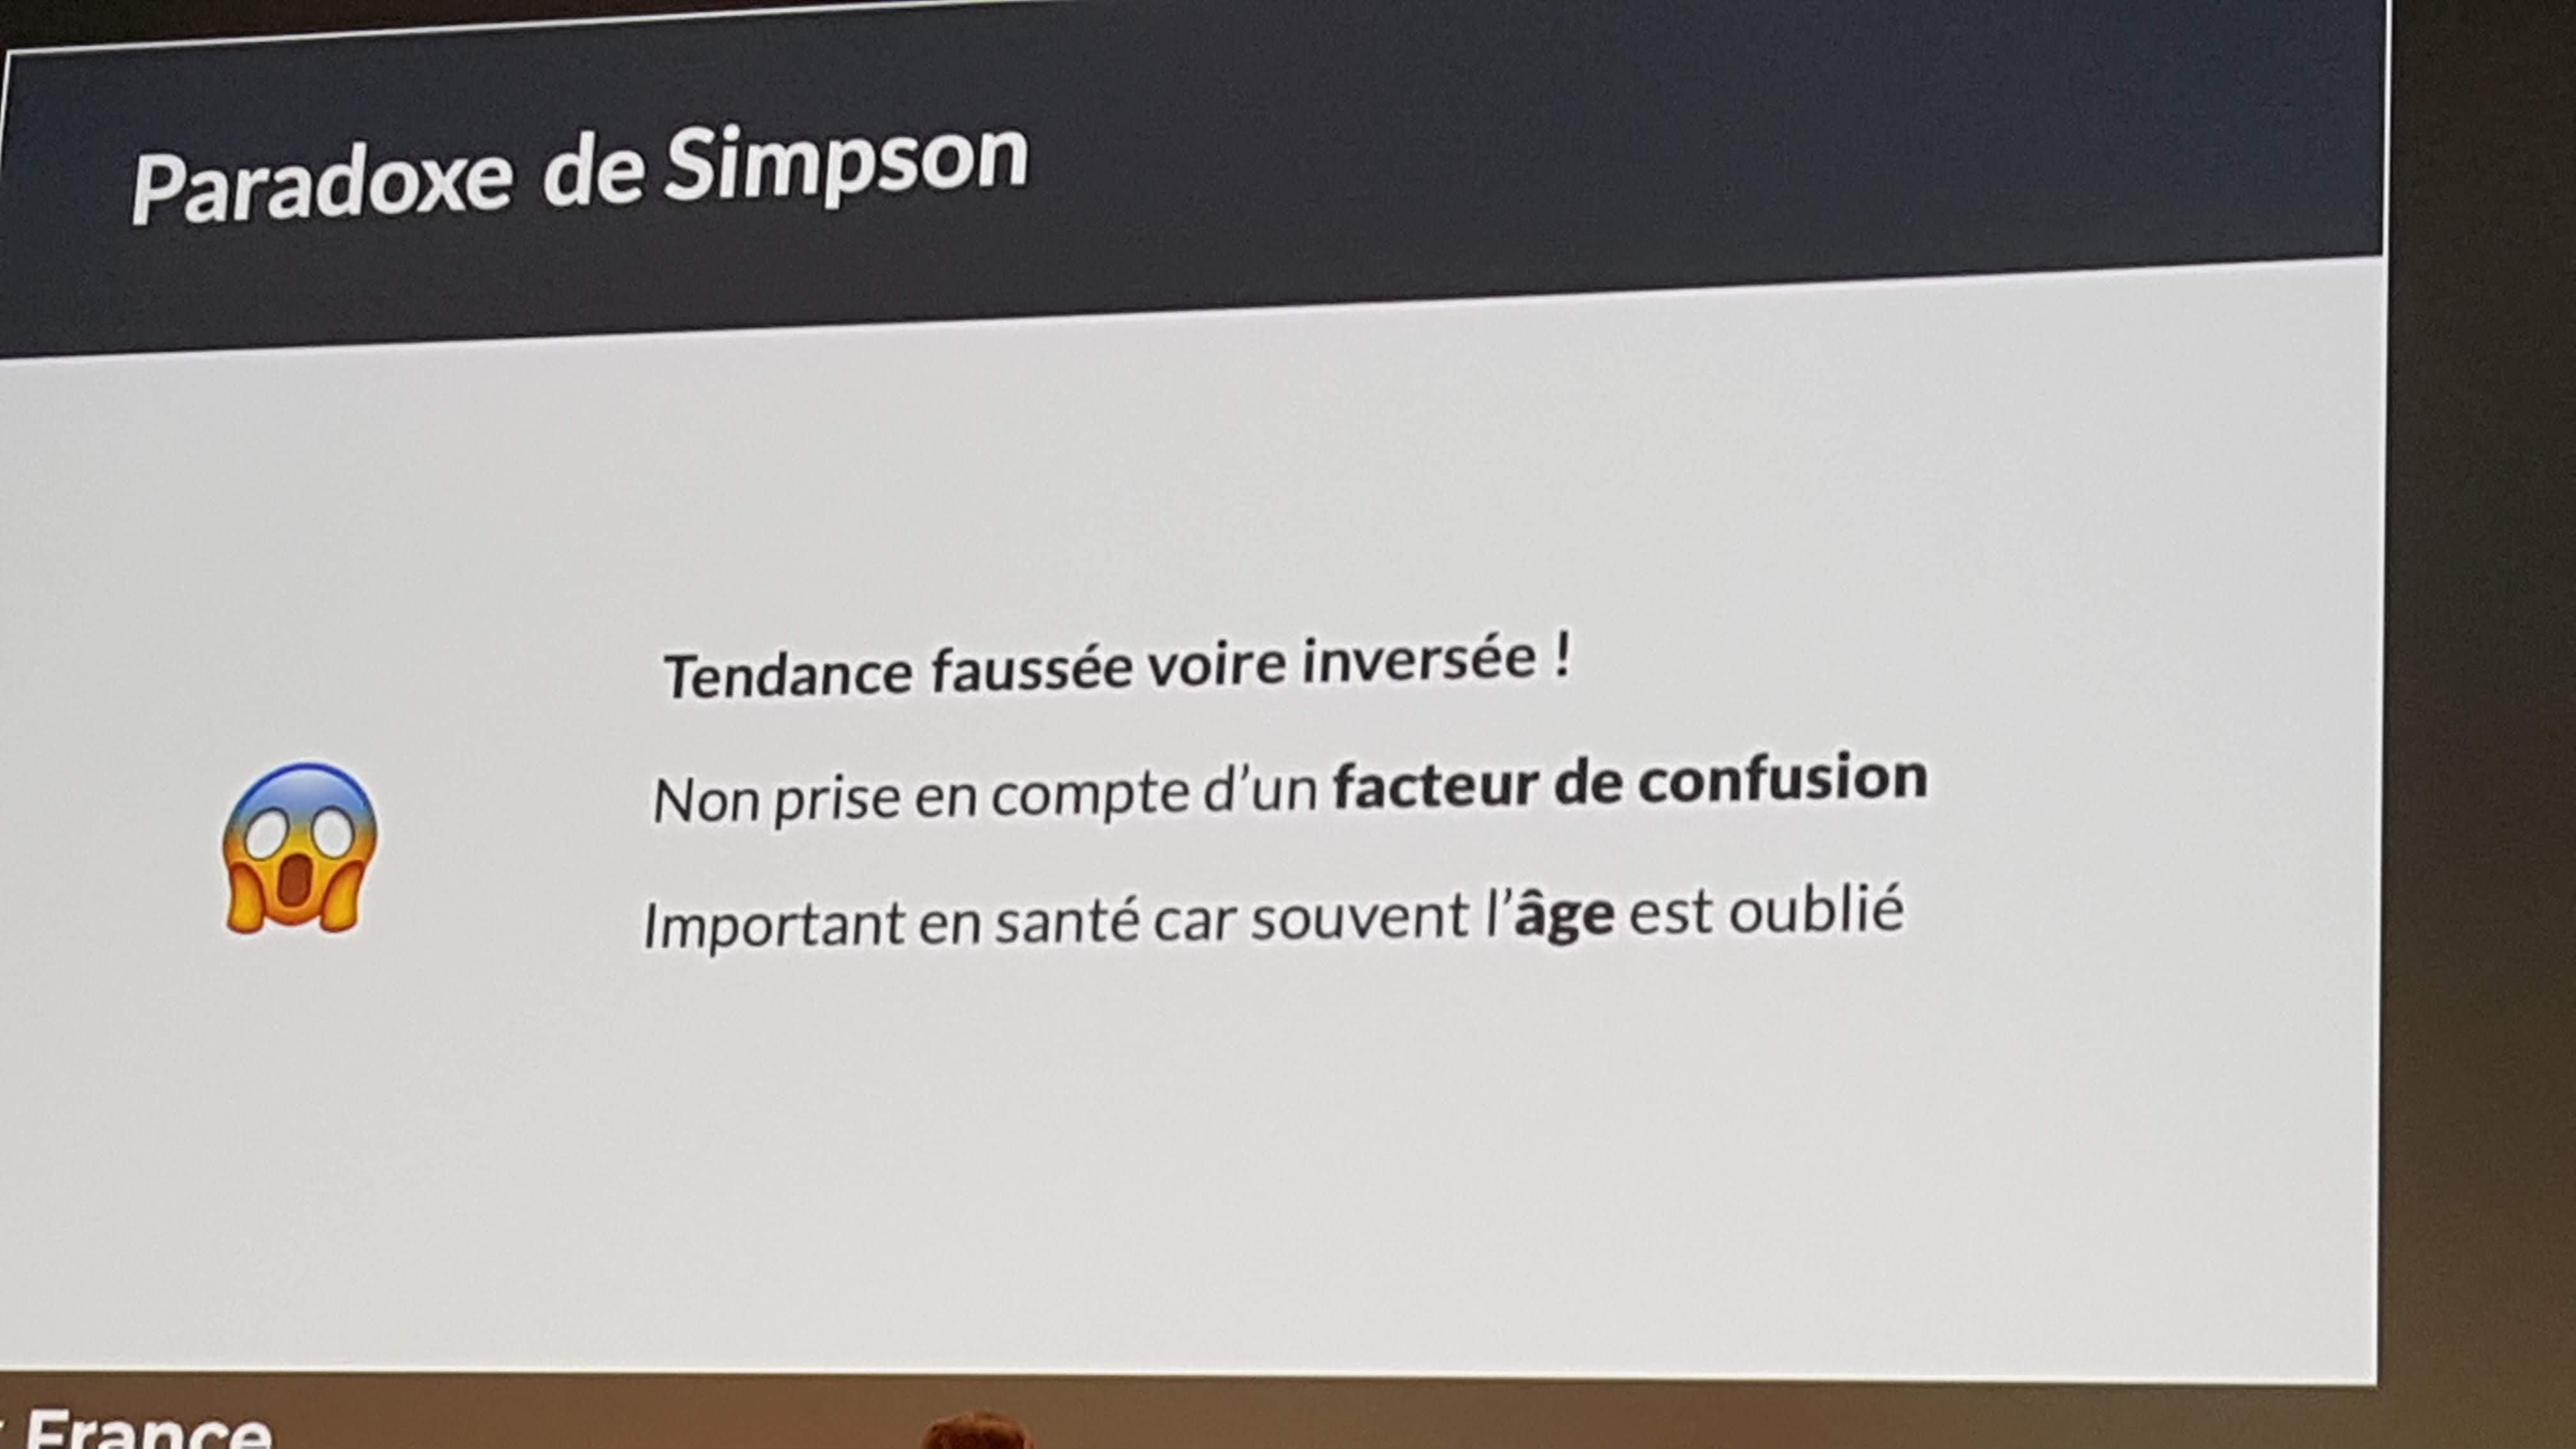 Paradoxe de Simpson
Tendance faussée voire inversée !
Non prise en compte d'un facteur de confusion
Important en santé car souvent l'âge est oublié
France